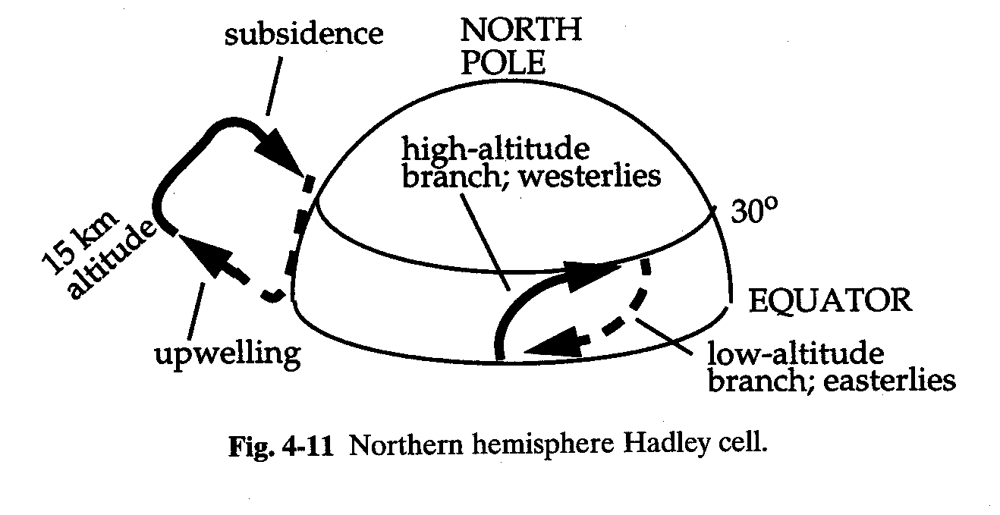 subsidence
NORTH
POLE
high-altitude
branch; westerlies
30º
15 km
altitude
EQUATOR
upwelling
low-altitude
branch; easterlies
Fig. 4-11 Northern hemisphere Hadley cell.